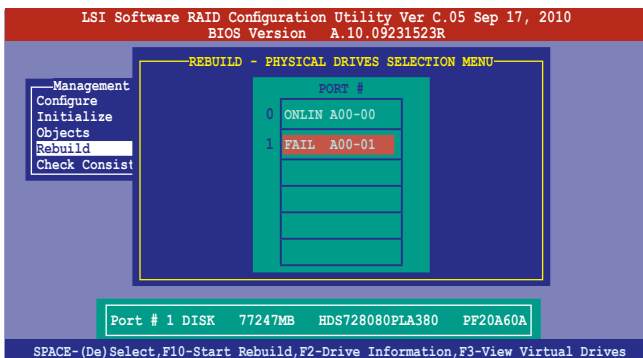 LSI Software RAID Configuration Utility Ver C.05 Sep 17, 2010
BIOS Version A.10.09231523R
REBUILD - PHYSICAL DRIVES SELECTION MENU
Management
Configure
Initialize
Objects
Rebuild
Check Consist
PORT #
0 ONLIN A00-00
1 FAIL A00-01
Port # 1 DISK 77247MB HDS728080PLA380 PF20A60A
SPACE-(De)Select,F10-Start Rebuild,F2-Drive Information,F3-View Virtual Drives